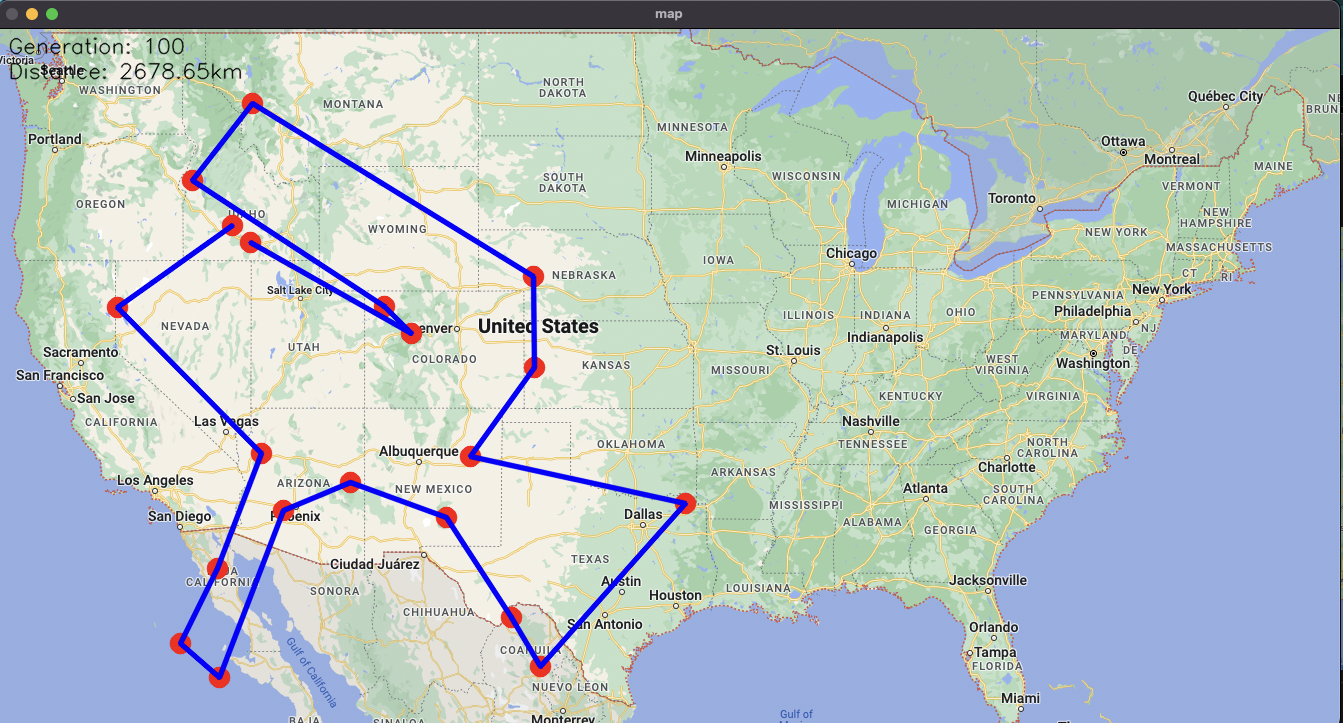 map
Generation: 100
Distance: 2678.65km
Victoria
Seattle
WASHINGTON
MONTANA
NORTH
DAKOTA
MINNESOTA
Québec City
Portland
Ottawa
Montreal
MAINE
Minneapolis
WISCONSIN
SOUTH
DAKOTA
VERMONT
OREGON
IDAHO
MICHIGAN
Toronto
NEW
HAMPSHIRE
WYOMING
NEW YORK
MASSACHUSETTS
Chicago
IOWA
NEBRASKA
CT
RI
Salt Lake City
New York
PENNSYLVANIA
Philadelphia
ILLINOIS
INDIANA
OHIO
NEVADA
Denver
United States
NJ
Indianapolis
MARYLAND
UTAH
Sacramento
COLORADO
St. Louis
DE
KANSAS
MISSOURI
WEST
VIRGINIA
Washington
San Francisco
San Jose
KENTUCKY
VIRGINIA
CALIFORNIA
Las Vegas
Nashville
TENNESSEE
OKLAHOMA
NORTH
CAROLINA
Albuquerque
Charlotte
ARKANSAS
Los Angeles
ARIZONA
NEW MEXICO
Atlanta
SOUTH
CAROLINA
San Diego
Phoenix
Dallas
MISSISSIPPI
ALABAMA
GEORGIA
Ciudad Juárez
TEXAS
CALIFORNIA
SONORA
Austin
LOUISIANA
Jacksonville
Houston
CHIHUAHUA
San Antonio
Orlando
COAHUILA
Tampa
FLORIDA
Gulf of California
NUEVO LEON
Miami
BAJA
SINALOA
Monterrey
Gulf of